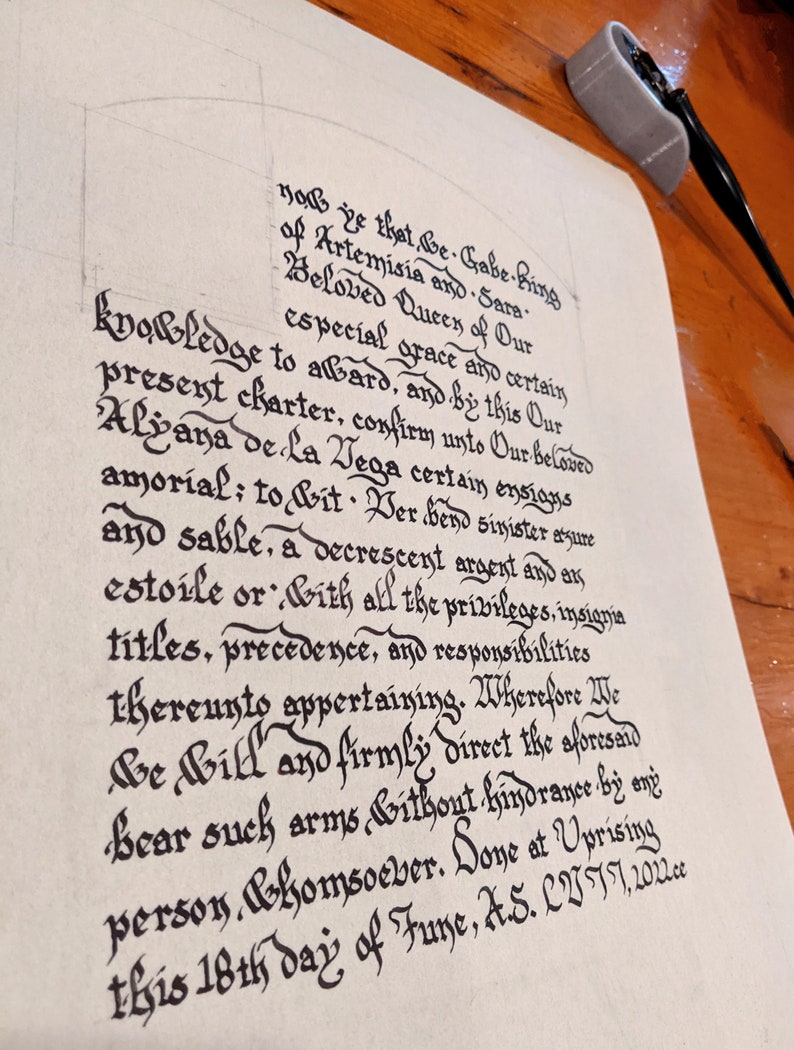 now ye that we · Gabe · King
of Artemisia and · Sara ·
Beloved Queen of Our
especial grace and certain
knowledge to award, and by this Our
present charter, confirm unto Our beloved
Alyana de La Vega certain ensigns
amorial; to wit · Per bend sinister azure
and sable, a decrescent argent and an
estoile or · with all the privileges, insignia
titles, precedence, and responsibilities
thereunto appertaining. Wherefore We
we will and firmly direct the aforesaid
bear such arms without hindrance by any
person whomsoever. Done at Uprising
this 18th day of June, A.S. LVII, 2022ce